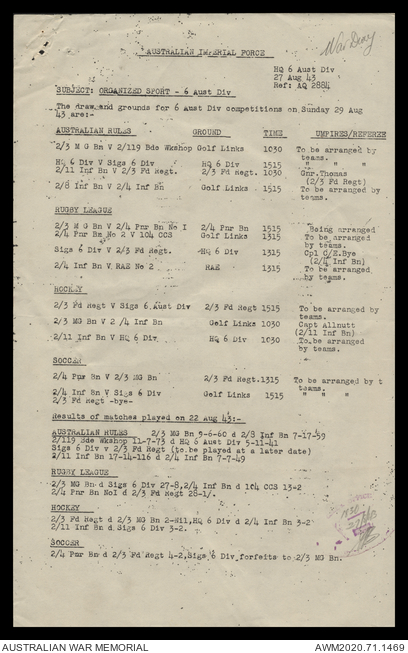 War Diary
AUSTRALIAN IMPERIAL FORCE
HQ 6 Aust Div
27 Aug 43
Ref: AQ 2884
SUBJECT: ORGANIZED SPORT - 6 Aust Div
The draw and grounds for 6 Aust Div competitions on Sunday 29 Aug
43 are:-
AUSTRALIAN RULES GROUND TIME UMPIRES/REFEREE
2/3 M G Bn V 2/119 Bde Wkshop Golf Links 1030 To be arranged by
teams.
HQ 6 Div V Sigs 6 Div HQ 6 Div 1515 " " "
2/11 Inf Bn V 2/3 Fd Regt. 2/3 Fd Regt. 1030 Gnr.Thomas
(2/3 Fd Regt)
2/8 Inf Bn V 2/4 Inf Bn Golf Links 1515 To be arranged by
teams.
RUGBY LEAGUE
2/3 M G Bn V 2/4 Pnr Bn No I 2/4 Pnr Bn 1515 Being arranged
2/4 Pnr Bn No 2 V 104 CCS Golf Links 1315 To be arranged
by teams.
Sigs 6 Div V 2/3 Fd Regt. HQ 6 Div 1315 Cpl C/E.Bye
(2/4 Inf Bn)
2/4 Inf Bn V RAE No 2 RAE 1315 To be arranged
by teams.
HOCKEY
2/3 Fd Regt V Sigs 6 Aust Div 2/3 Fd Regt 1515 To be arranged by
teams.
2/3 MG Bn V 2/4 Inf Bn Golf Links 1030 Capt Allnutt
(2/11 Inf Bn)
2/11 Inf Bn V HQ 6 Div HQ 6 Div 1030 To be arranged by
teams.
SOCCER
2/4 Pnr Bn V 2/3 MG Bn 2/3 Fd Regt.1315 To be arranged by t
teams.
2/4 Inf Bn V Sigs 6 Div Golf Links 1515 " " "
2/3 Fd Regt -bye-
Results of matches played on 22 Aug 43:-
AUSTRALIAN RULES 2/3 MG Bn 9-6-60 d 2/8 Inf Bn 7-17-59
2/119 Bde Wkshop 11-7-73 d HQ 6 Aust Div 5-11-41
Sigs 6 Div v 2/3 Fd Regt (to be played at a later date)
2/11 Inf Bn 17-14-116 d 2/4 Inf Bn 7-7-49
RUGBY LEAGUE
2/3 MG Bn d Sigs 6 Div 27-8,2/4 Inf Bn d 104 CCS 13-2
2/4 Pnr Bn No1 d 2/3 Fd Regt 28-1/.
HOCKEY
2/3 Fd Regt d 2/3 MG Bn 2-Nil,HQ 6 Div d 2/4 Inf Bn 3-2
2/11 Inf Bn d Sigs 6 Div 3-2.
SOCCER
2/4 Pnr Bn d 2/3 Fd Regt 4-2,Sigs 6 Div forfeits to 2/3 MG Bn.
AUSTRALIAN WAR MEMORIAL AWM2020.71.1469